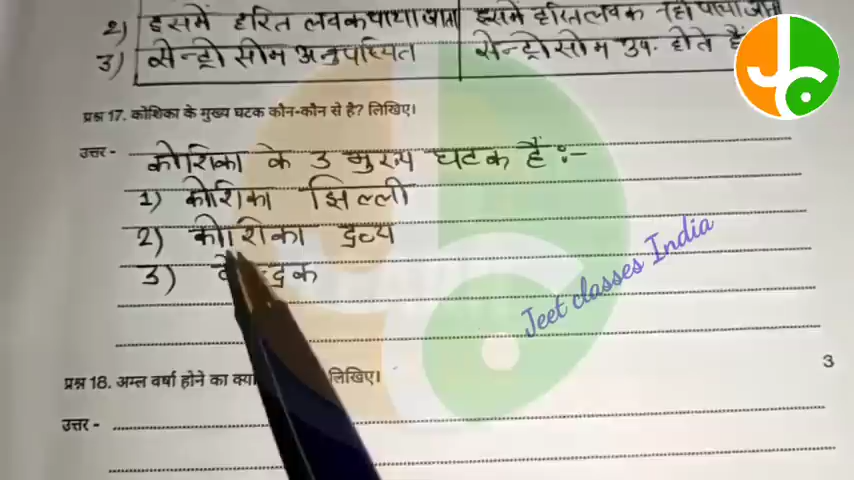 2) इसमें हरित लवक पाया जाता इसमें हरितलवक नहीं पाया जाता
3) सेन्ट्रोसोम अनुपस्थित सेन्ट्रोसोम उप. होते हैं
प्रश्न 17. कोशिका के मुख्य घटक कौन-कौन से है? लिखिए।
उत्तर - कोशिका के 3 मुख्य घटक हैं :-
1) कोशिका झिल्ली
2) कोशिका द्रव्य
3) केन्द्रक
Jeet classes India
3
प्रश्न 18. अम्ल वर्षा होने का क्या लिखिए।
उत्तर -